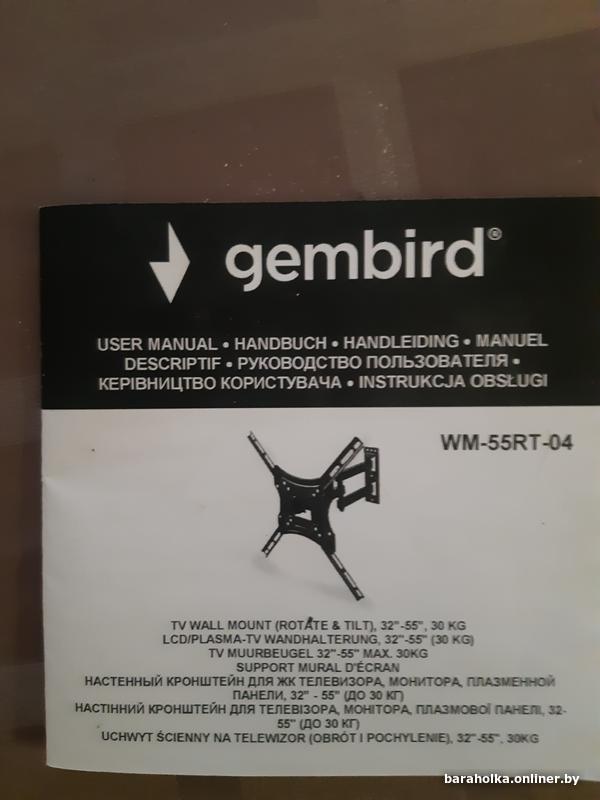 gembird®
USER MANUAL • HANDBUCH • HANDLEIDING • MANUEL
DESCRIPTIF • РУКОВОДСТВО ПОЛЬЗОВАТЕЛЯ •
КЕРІВНИЦТВО КОРИСТУВАЧА • INSTRUKCJA OBSŁUGI
WM-55RT-04
TV WALL MOUNT (ROTATE & TILT), 32"-55", 30 KG
LCD/PLASMA-TV WANDHALTERUNG, 32"-55" (30 KG)
TV MUURBEUGEL 32"-55" MAX. 30KG
SUPPORT MURAL D'ÉCRAN
НАСТЕННЫЙ КРОНШТЕЙН ДЛЯ ЖК ТЕЛЕВИЗОРА, МОНИТОРА, ПЛАЗМЕННОЙ
ПАНЕЛИ, 32" - 55" (ДО 30 КГ)
НАСТІННИЙ КРОНШТЕЙН ДЛЯ ТЕЛЕВІЗОРА, МОНІТОРА, ПЛАЗМОВОЇ ПАНЕЛІ, 32-
55" (ДО 30 КГ)
UCHWYT ŚCIENNY NA TELEWIZOR (OBRÓT I POCHYLENIE), 32"-55", 30KG
baraholka.onliner.by